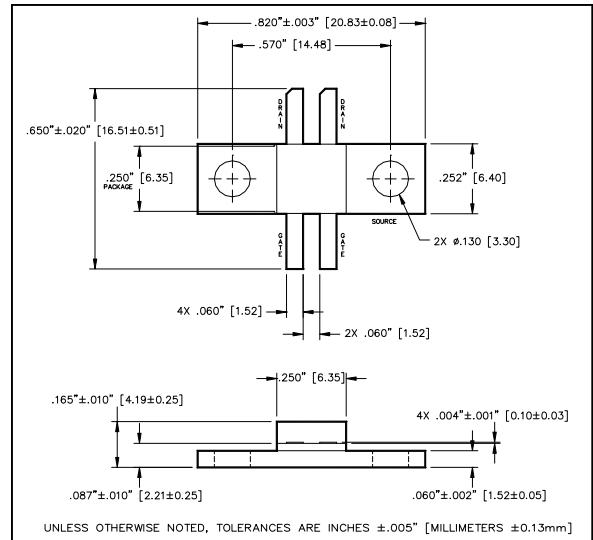 .820"±.003" [20.83±0.08]
.570" [14.48]
DRAIN
DRAIN
.650"±.020" [16.51±0.51]
.250" [6.35]
PACKAGE
.252" [6.40]
SOURCE
GATE
GATE
2X ø.130 [3.30]
4X .060" [1.52]
2X .060" [1.52]
.250" [6.35]
.165"±.010" [4.19±0.25]
4X .004"±.001" [0.10±0.03]
.087"±.010" [2.21±0.25]
.060"±.002" [1.52±0.05]
UNLESS OTHERWISE NOTED, TOLERANCES ARE INCHES ±.005" [MILLIMETERS ±0.13mm]